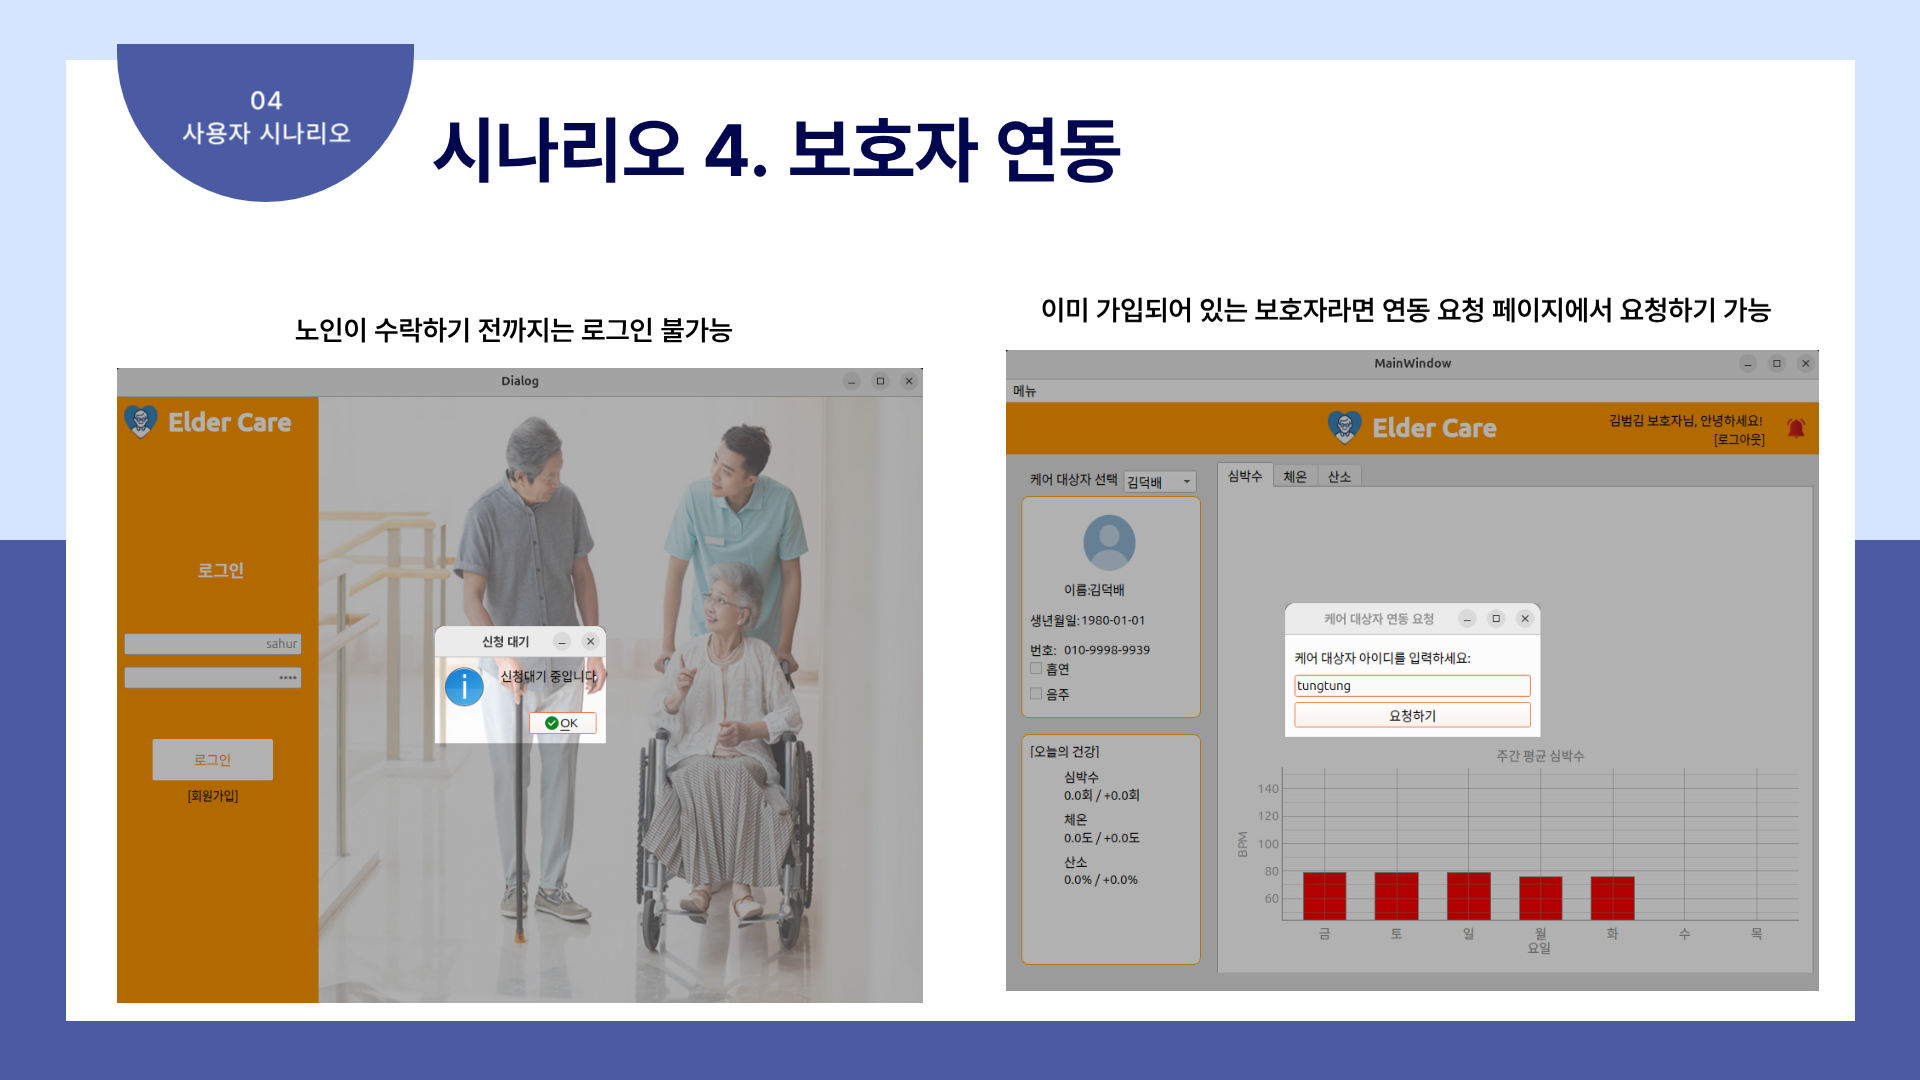 04
사용자 시나리오
시나리오 4. 보호자 연동
노인이 수락하기 전까지는 로그인 불가능
Dialog
Elder Care
로그인
sahur
••••
로그인
[회원가입]
신청 대기
신청대기 중입니다
OK
이미 가입되어 있는 보호자라면 연동 요청 페이지에서 요청하기 가능
MainWindow
메뉴
Elder Care
김범김 보호자님, 안녕하세요!
[로그아웃]
케어 대상자 선택 김덕배
이름:김덕배
생년월일:1980-01-01
번호: 010-9998-9939
흡연
음주
[오늘의 건강]
심박수
0.0회 / +0.0회
체온
0.0도 / +0.0도
산소
0.0% / +0.0%
심박수 체온 산소
케어 대상자 연동 요청
케어 대상자 아이디를 입력하세요:
tungtung
요청하기
주간 평균 심박수
BPM
140
120
100
80
60
금 토 일 월 화 수 목
요일